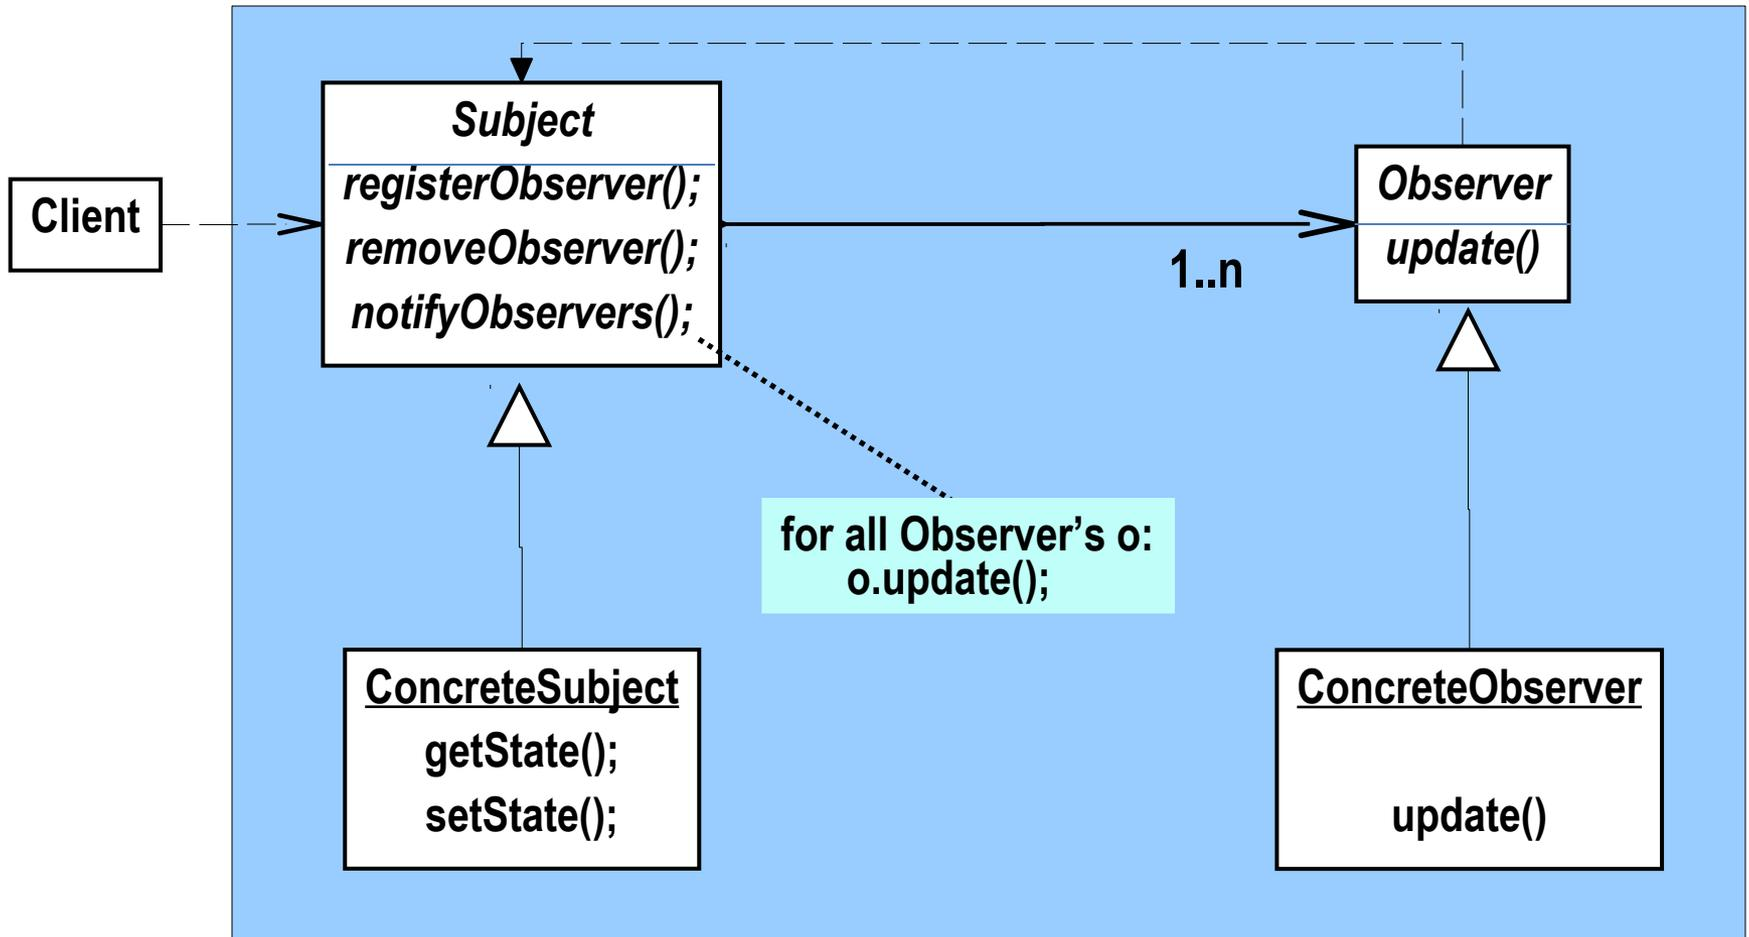 Client
Subject
registerObserver();
removeObserver();
notifyObservers();
Observer
update()
1..n
for all Observer’s o:
o.update();
ConcreteSubject
getState();
setState();
ConcreteObserver
update()